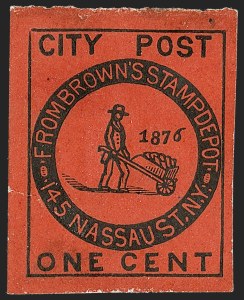 CITY POST
FROM BROWN'S STAMP DEPOT
1876
145 NASSAU ST. N.Y.
ONE CENT